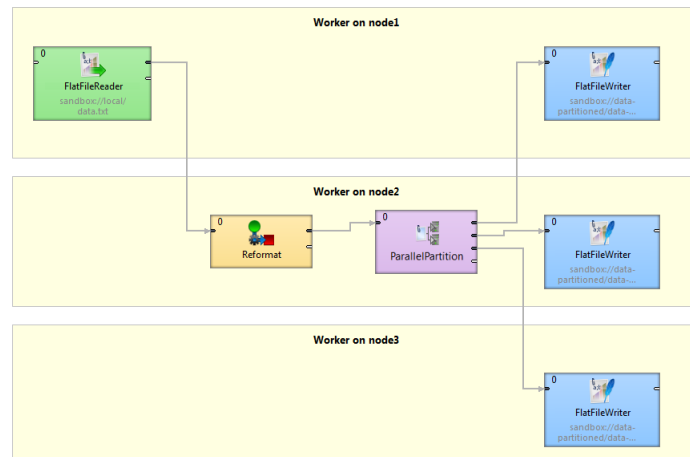 Worker on node1
0
FlatFileReader
sandbox://local/
data.txt
0
FlatFileWriter
sandbox://data-
partitioned/data-...
Worker on node2
0
Reformat
0
ParallelPartition
0
FlatFileWriter
sandbox://data-
partitioned/data-...
Worker on node3
0
FlatFileWriter
sandbox://data-
partitioned/data-...